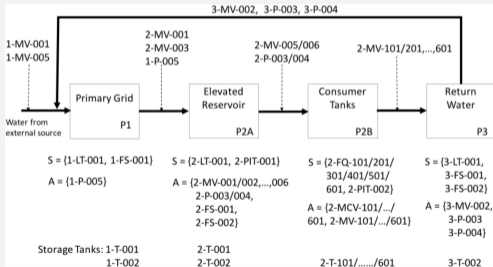 3-MV-002, 3-P-003, 3-P-004
1-MV-001
1-MV-005
2-MV-001
2-MV-003
1-P-005
2-MV-005/006
2-P-003/004
2-MV-101/201,...,601
Water from
external source
Primary Grid
P1
Elevated
Reservoir
P2A
Consumer
Tanks
P2B
Return
Water
P3
S = {1-LT-001, 1-FS-001}
A = {1-P-005}
S = {2-LT-001, 2-PIT-001}
A = {2-MV-001/002,...,006
2-P-003/004,
2-FS-001,
2-FS-002}
S = {2-FQ-101/201/
301/401/501/
601, 2-PIT-002}
A = {2-MCV-101/.../
601, 2-MV-101/.../601}
S = {3-LT-001,
3-FS-001,
3-FS-002}
A = {3-MV-002,
3-P-003
3-P-004}
Storage Tanks: 1-T-001
1-T-002
2-T-001
2-T-002
2-T-101/....../601
3-T-002